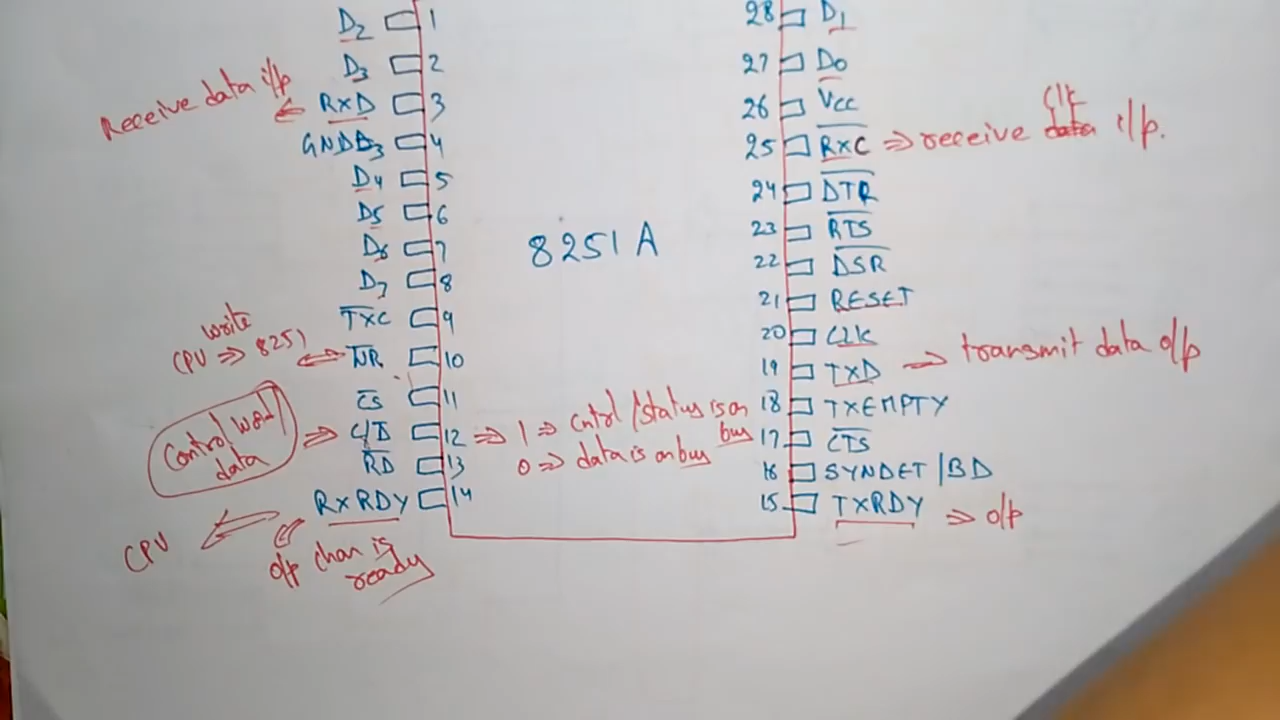 D2 1 28 D1
D3 2 27 D0
Receive data i/p RxD 3 26 Vcc
GNDD3 4 25 RXC => receive data clk i/p.
D4 5 24 DTR
D5 6 23 RTS
D6 7 22 DSR
D7 8 21 RESET
TXC 9 20 CLK
write CPU => 8251 WR 10 19 TXD => transmit data o/p
CS 11 18 TXEMPTY
Control word/ data => C/D 12 => 1 => cntrl/status is on bus 17 CTS
RD 13 0 => data is on bus 16 SYNDET/BD
RXRDY 14 15 TXRDY => o/p
CPU o/p char is ready
8251A